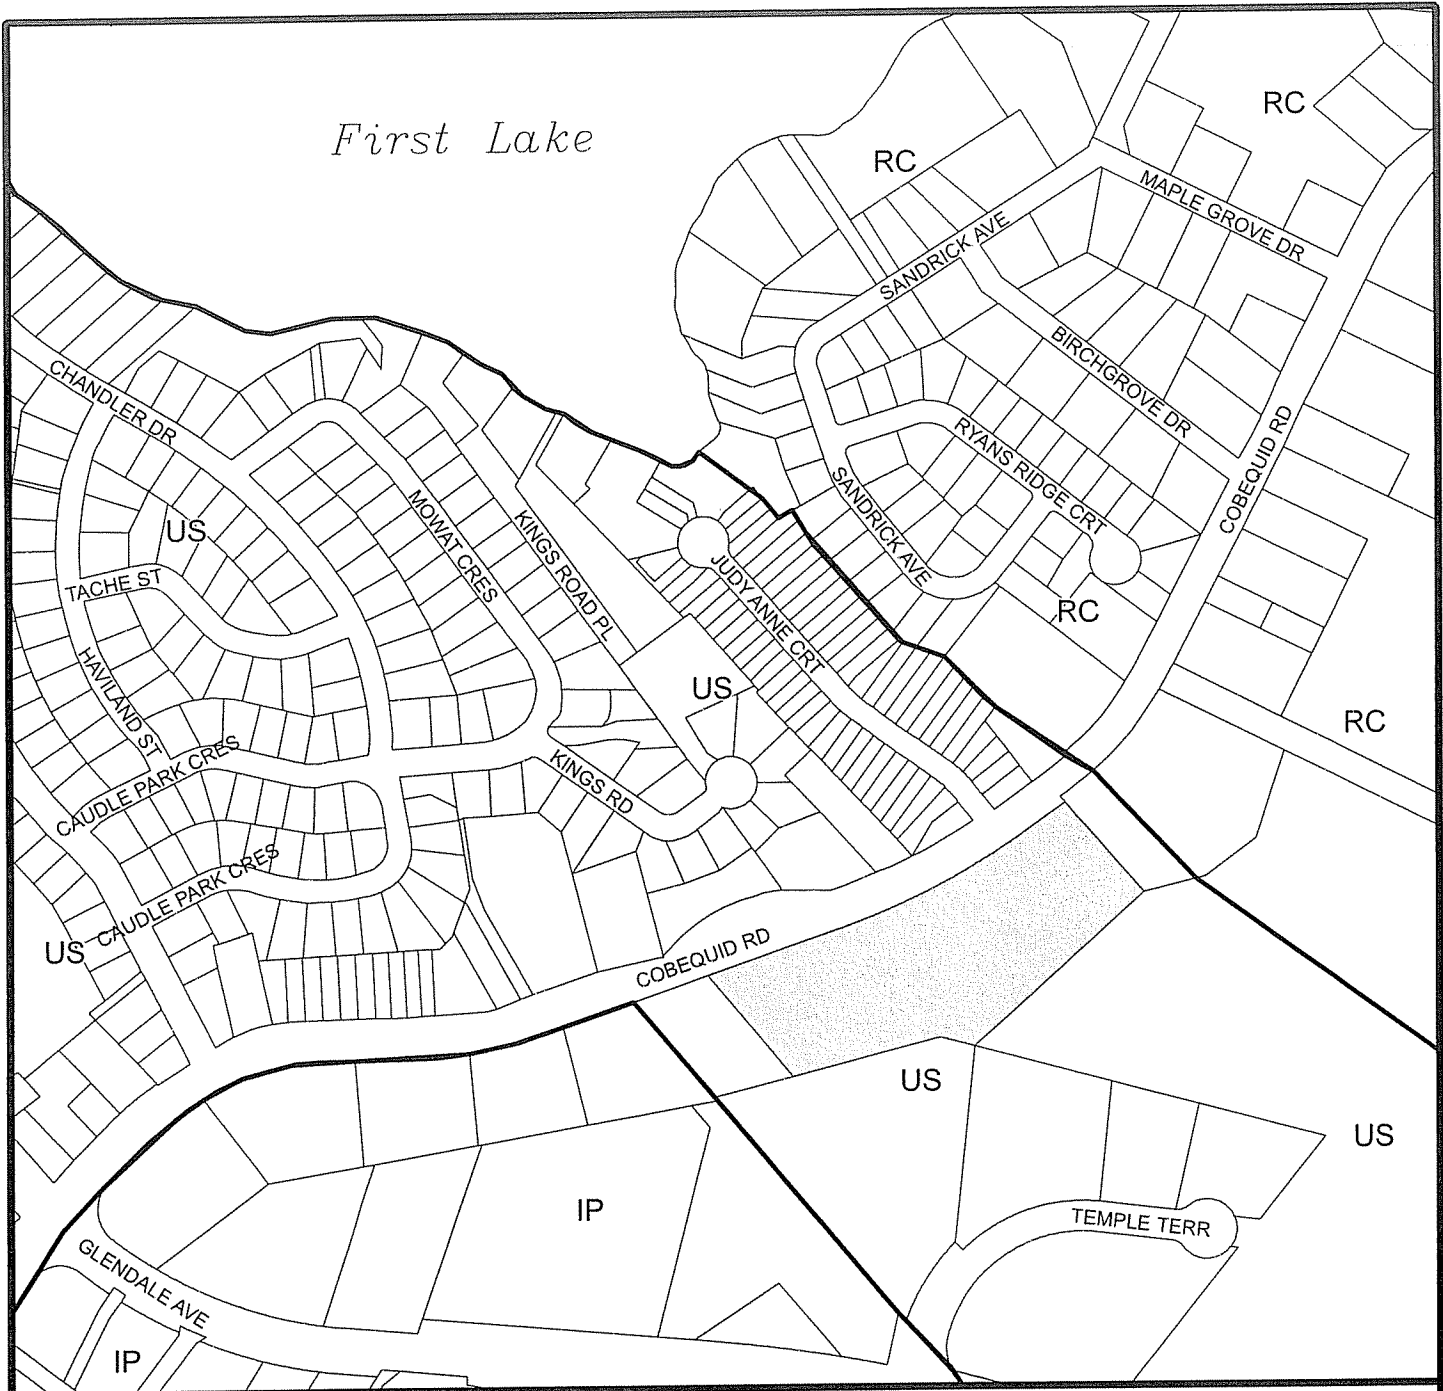 RC
First Lake
RC
MAPLE GROVE DR
SANDRICK AVE
BIRCHGROVE DR
CHANDLER DR
RYANS RIDGE CRT
COBEQUID RD
SANDRICK AVE
MOWAT CRES
US
KINGS ROAD PL
TACHE ST
JUDY ANNE CRT
RC
HAVILAND ST
US
RC
CAUDLE PARK CRES
KINGS RD
CAUDLE PARK CRES
US
COBEQUID RD
US
US
IP
TEMPLE TERR
GLENDALE AVE
IP